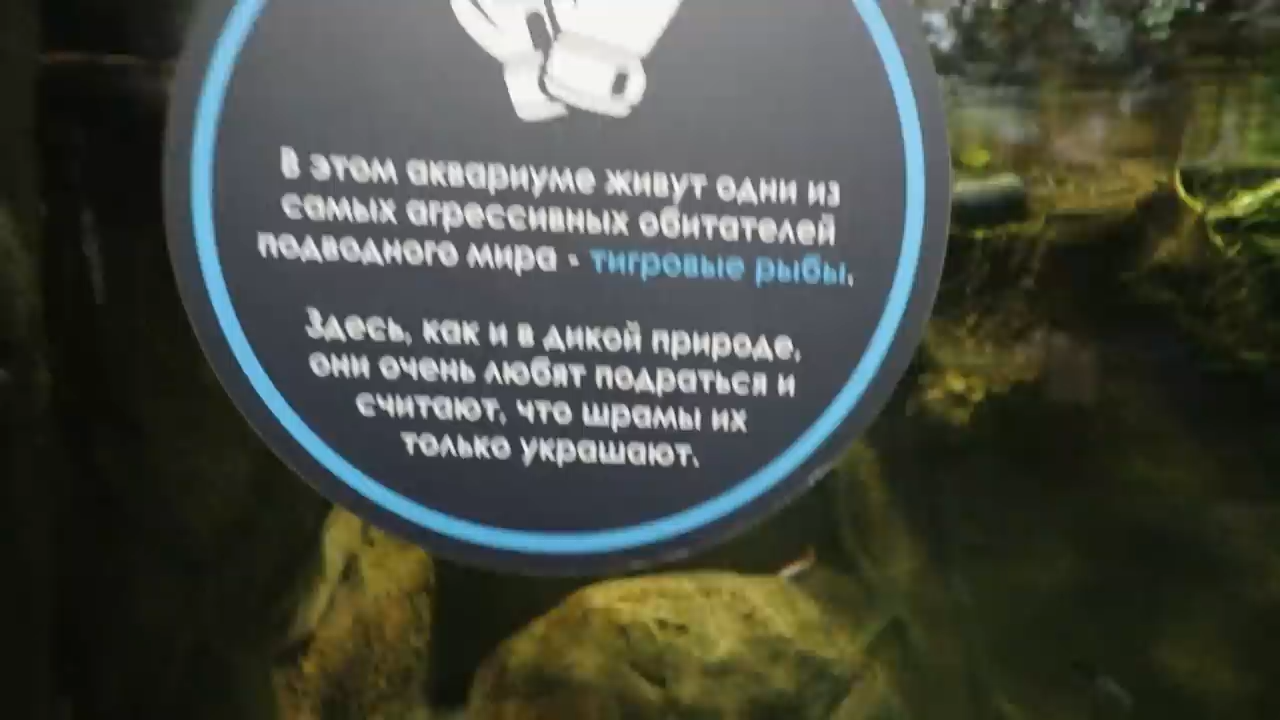 В этом аквариуме живут одни из
самых агрессивных обитателей
подводного мира - тигровые рыбы.
Здесь, как и в дикой природе,
они очень любят подраться и
считают, что шрамы их
только украшают.